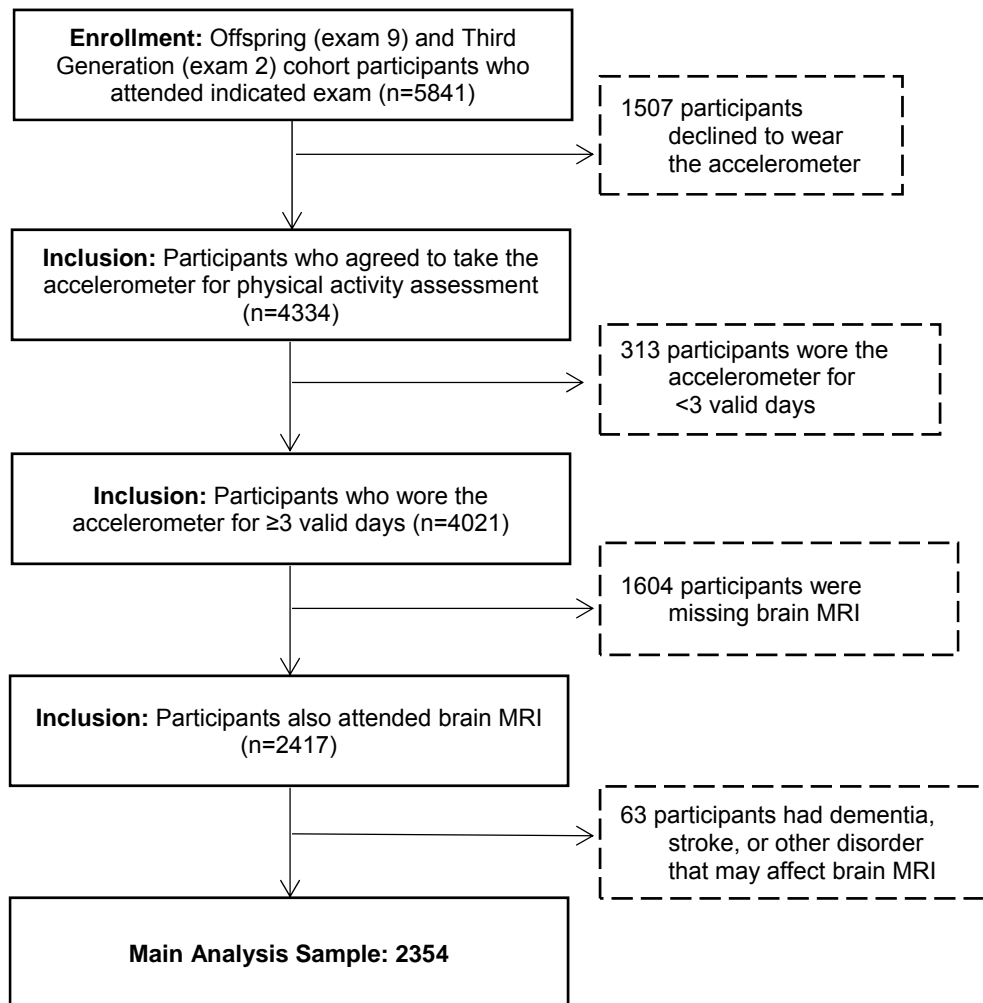 Enrollment: Offspring (exam 9) and Third
Generation (exam 2) cohort participants who
attended indicated exam (n=5841)
1507 participants
declined to wear
the accelerometer
Inclusion: Participants who agreed to take the
accelerometer for physical activity assessment
(n=4334)
313 participants wore the
accelerometer for
<3 valid days
Inclusion: Participants who wore the
accelerometer for ≥3 valid days (n=4021)
1604 participants were
missing brain MRI
Inclusion: Participants also attended brain MRI
(n=2417)
63 participants had dementia,
stroke, or other disorder
that may affect brain MRI
Main Analysis Sample: 2354